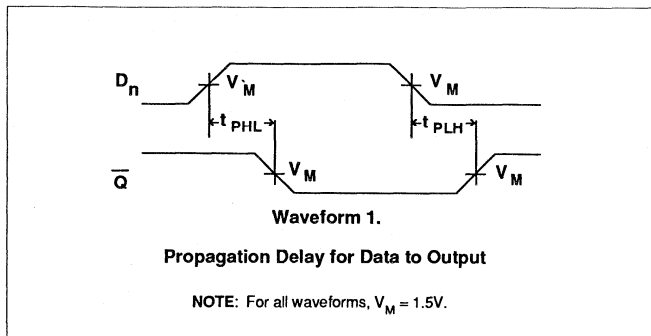 Dn
VM
VM
tPHL
tPLH
Q̅
VM
VM
Waveform 1.
Propagation Delay for Data to Output
NOTE: For all waveforms, VM = 1.5V.